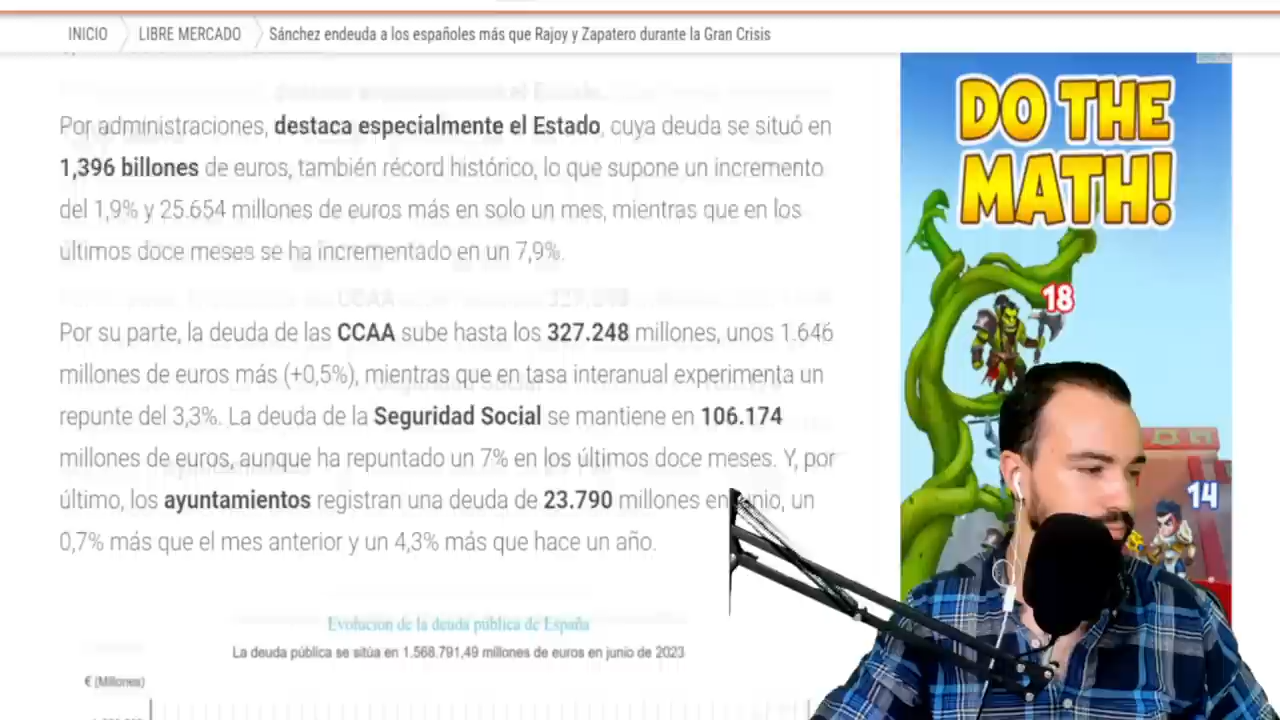 INICIO
LIBRE MERCADO
Sánchez endeuda a los españoles más que Rajoy y Zapatero durante la Gran Crisis
Por administraciones, destaca especialmente el Estado, cuya deuda se situó en
1,396 billones de euros, también récord histórico, lo que supone un incremento
del 1,9% y 25.654 millones de euros más en solo un mes, mientras que en los
últimos doce meses se ha incrementado en un 7,9%.
Por su parte, la deuda de las CCAA sube hasta los 327.248 millones, unos 1.646
millones de euros más (+0,5%), mientras que en tasa interanual experimenta un
repunte del 3,3%. La deuda de la Seguridad Social se mantiene en 106.174
millones de euros, aunque ha repuntado un 7% en los últimos doce meses. Y, por
último, los ayuntamientos registran una deuda de 23.790 millones en junio, un
0,7% más que el mes anterior y un 4,3% más que hace un año.
Evolución de la deuda pública de España
La deuda pública se sitúa en 1.568.791,49 millones de euros en junio de 2023
€ (Millones)
DO THE
MATH!
18
14